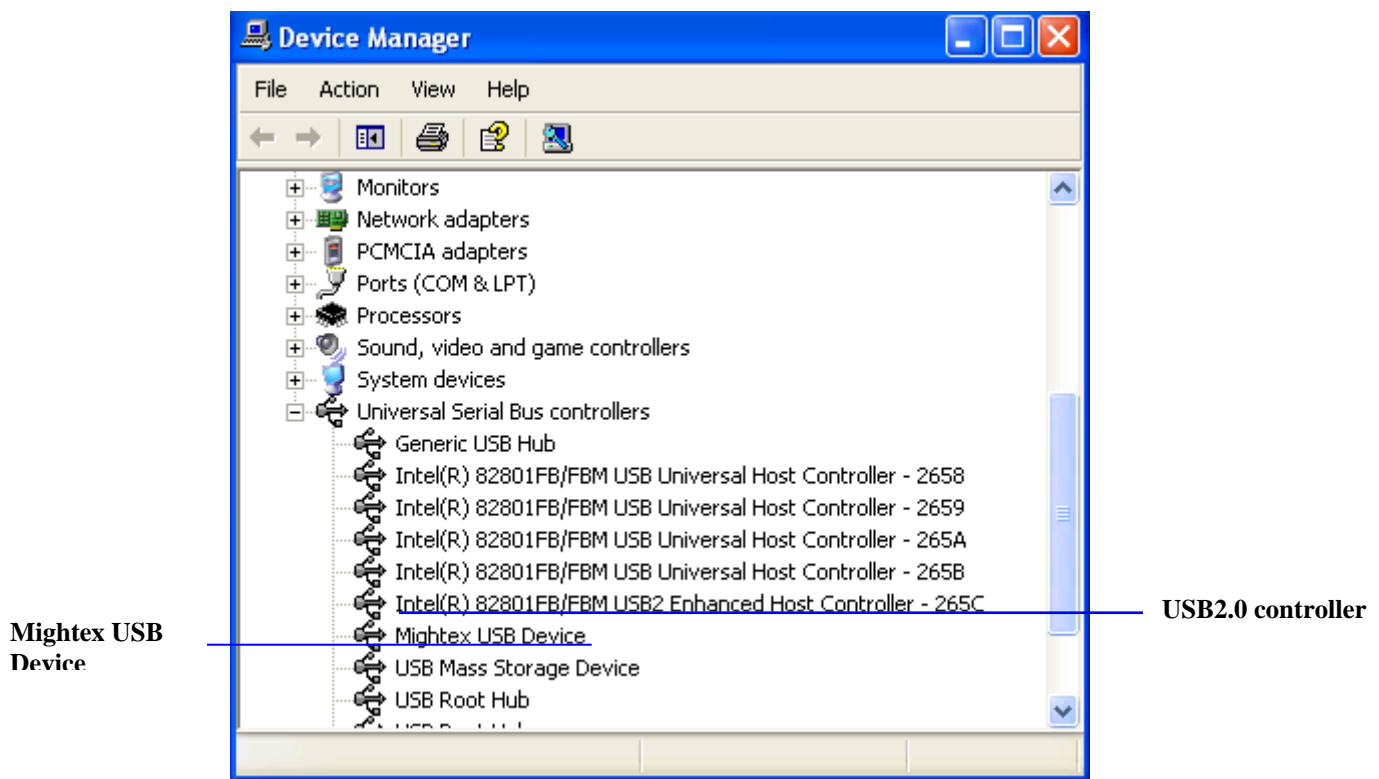 Device Manager
File Action View Help
Monitors
Network adapters
PCMCIA adapters
Ports (COM & LPT)
Processors
Sound, video and game controllers
System devices
Universal Serial Bus controllers
Generic USB Hub
Intel(R) 82801FB/FBM USB Universal Host Controller - 2658
Intel(R) 82801FB/FBM USB Universal Host Controller - 2659
Intel(R) 82801FB/FBM USB Universal Host Controller - 265A
Intel(R) 82801FB/FBM USB Universal Host Controller - 265B
Intel(R) 82801FB/FBM USB2 Enhanced Host Controller - 265C
Mightex USB Device
USB Mass Storage Device
USB Root Hub
Mightex USB
Device
USB2.0 controller